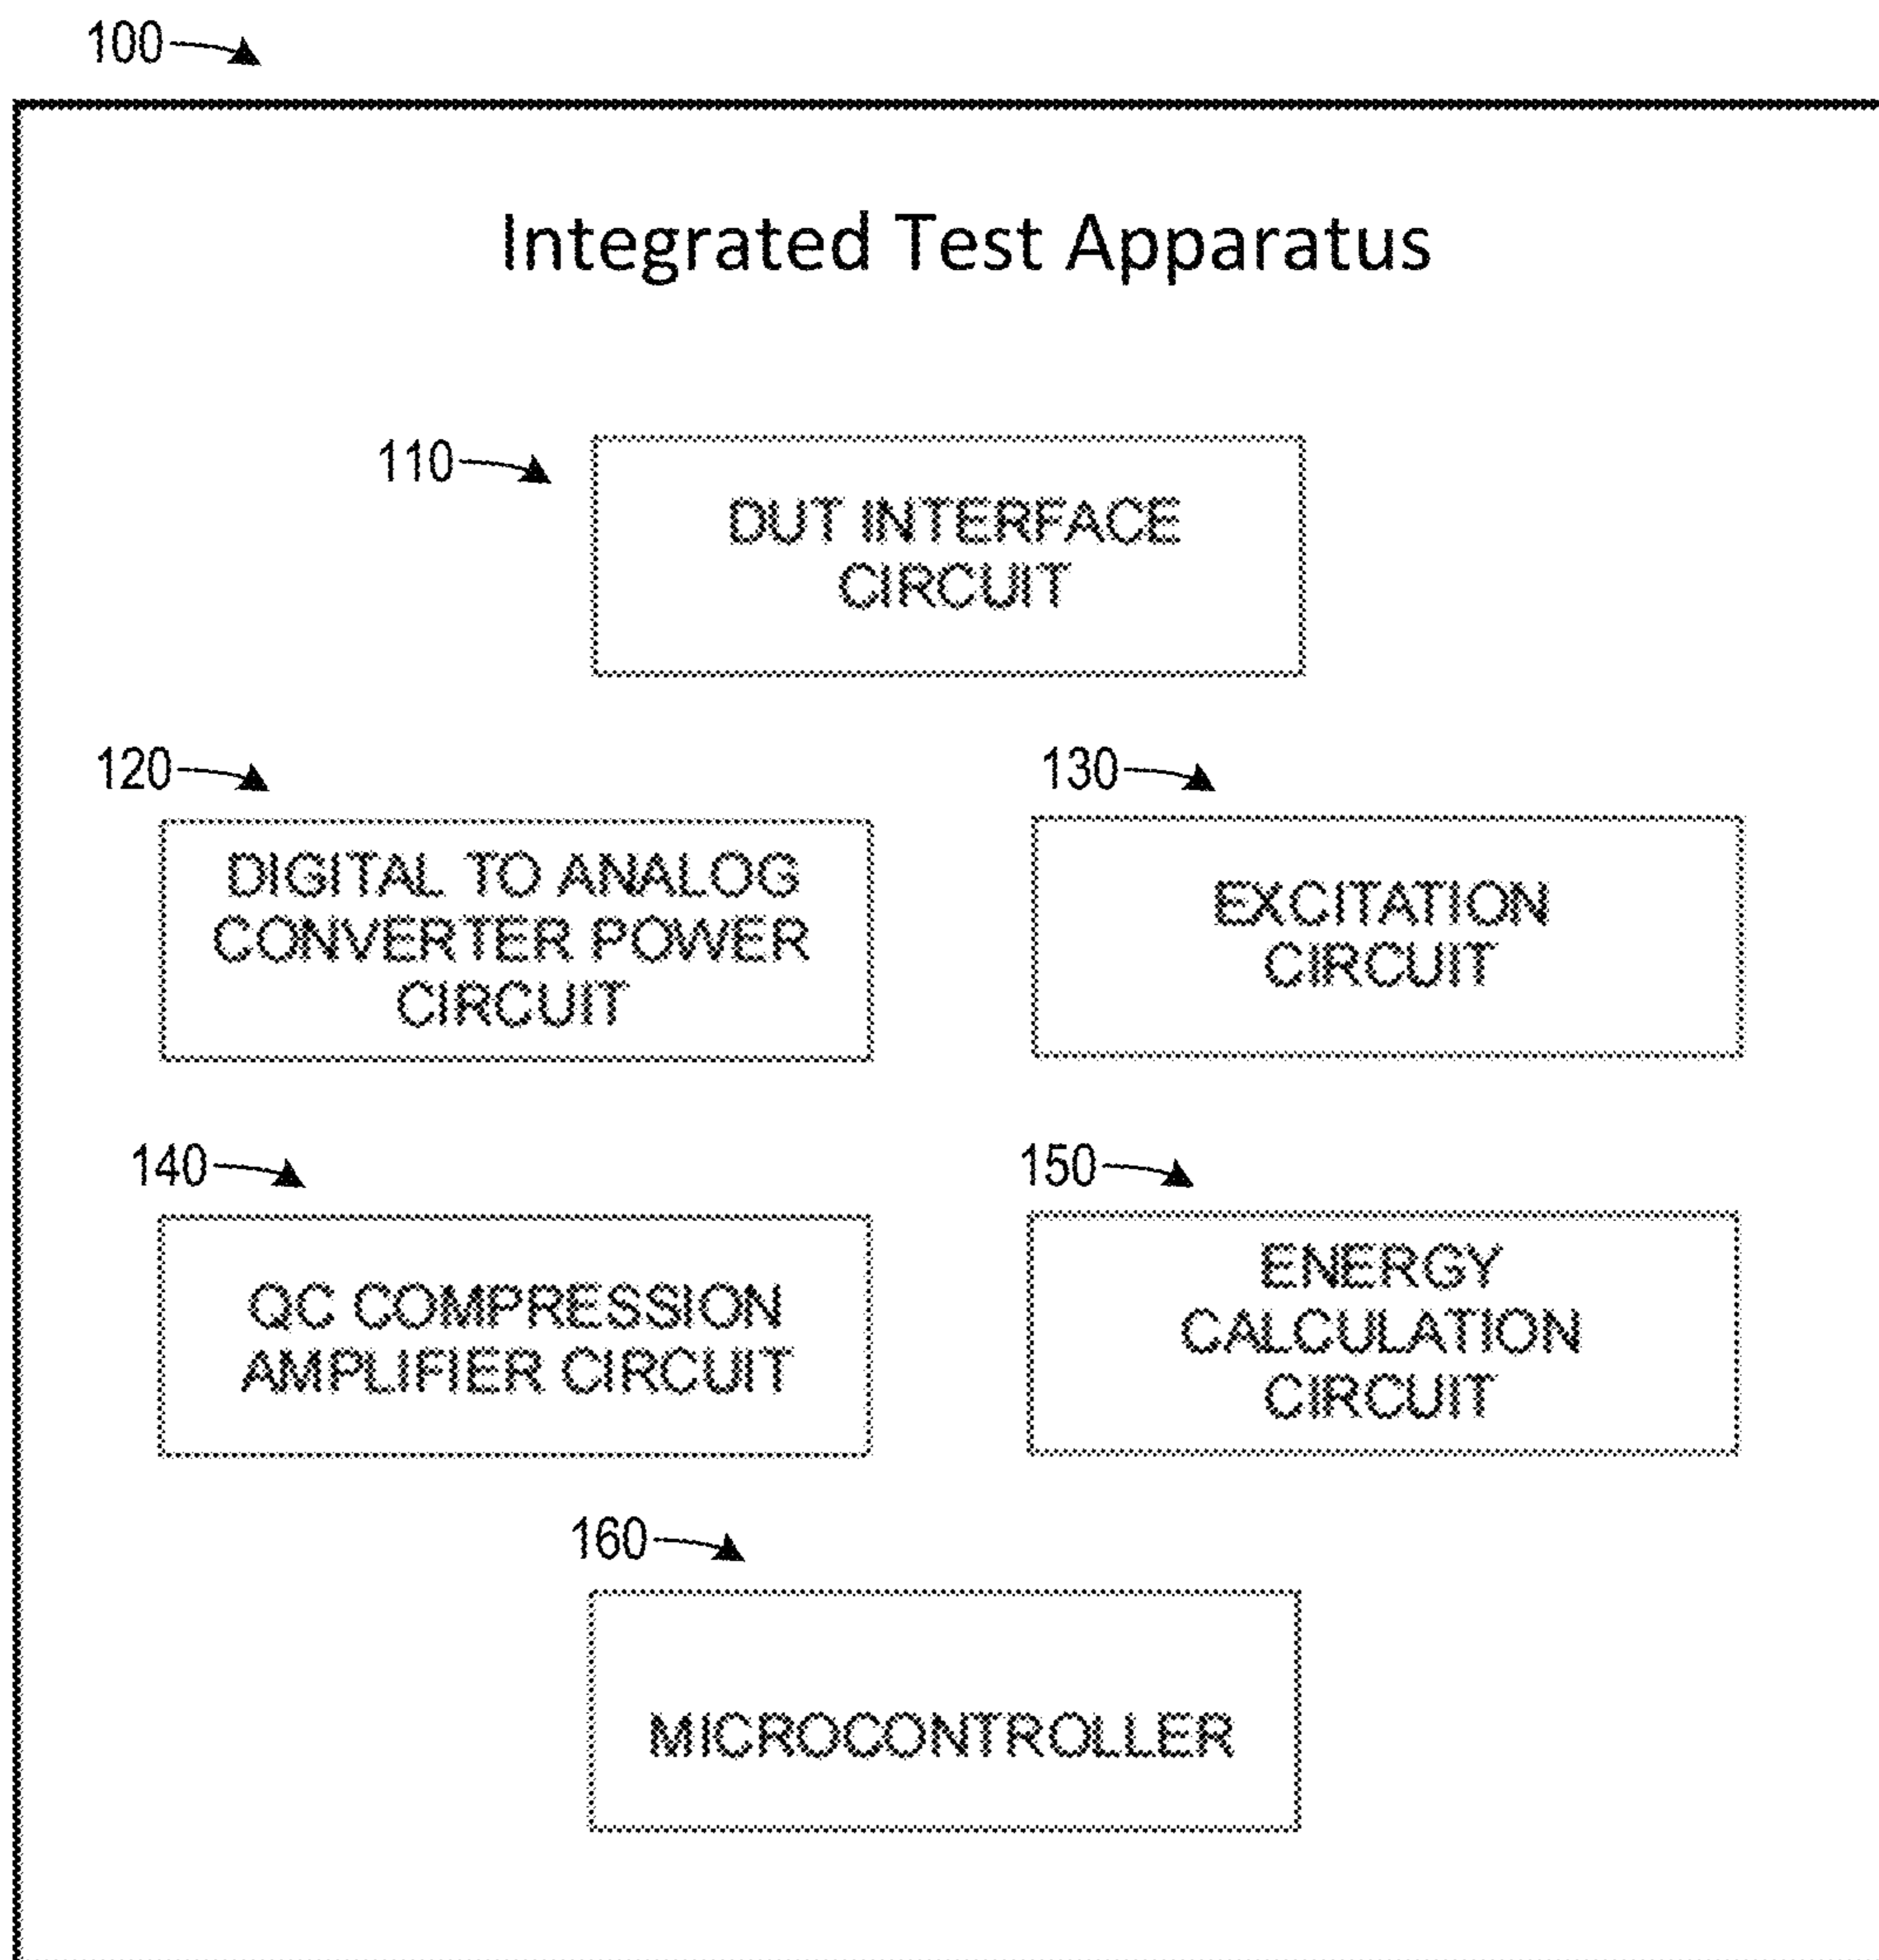 100
Integrated Test Apparatus
110
DUT INTERFACE
CIRCUIT
120
130
DIGITAL TO ANALOG
CONVERTER POWER
CIRCUIT
EXCITATION
CIRCUIT
140
150
QC COMPRESSION
AMPLIFIER CIRCUIT
ENERGY
CALCULATION
CIRCUIT
160
MICROCONTROLLER